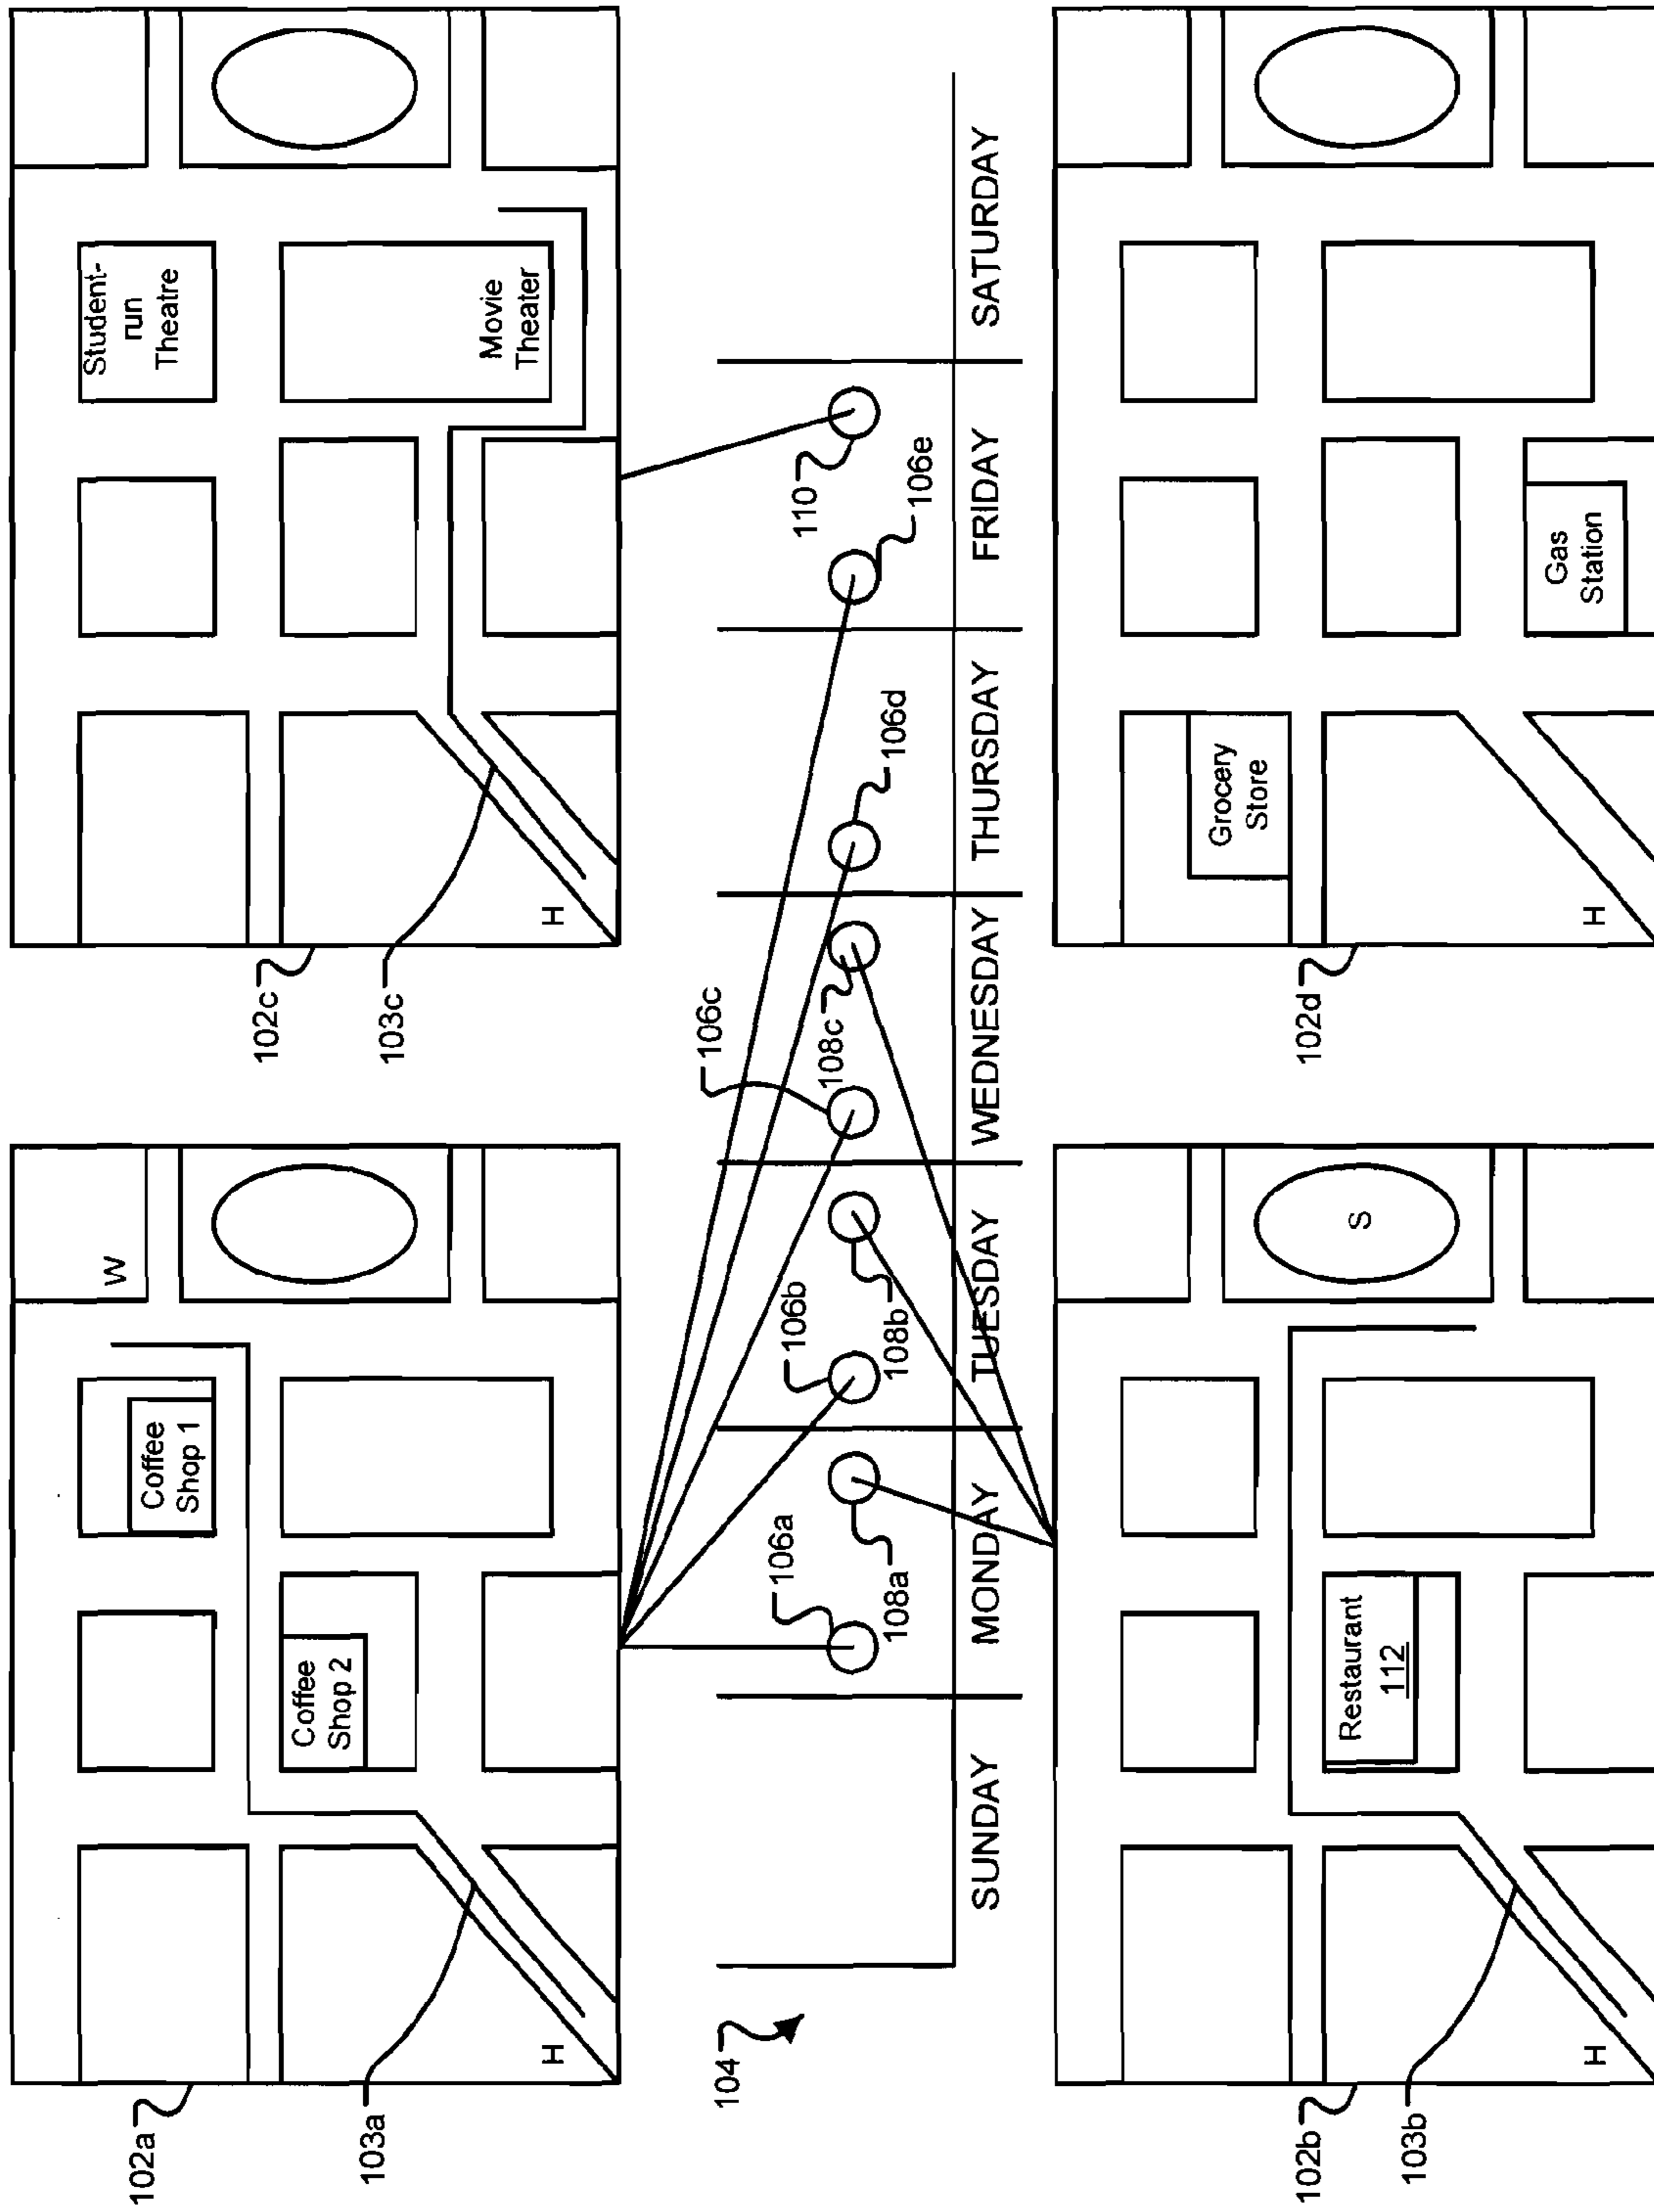 102a
103a
Coffee
Shop 1
Coffee
Shop 2
W
H
102c
103c
Student-
run
Theatre
Movie
Theater
H
104
106a
106b
106c
106d
106e
108a
108b
108c
110
SUNDAY
MONDAY
TUESDAY
WEDNESDAY
THURSDAY
FRIDAY
SATURDAY
102b
103b
Restaurant
112
S
H
102d
Grocery
Store
Gas
Station
H